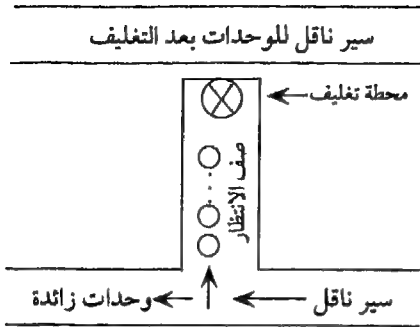 سير ناقل للوحدات بعد التغليف
محطة تغليف
صف الانتظار
سير ناقل
وحدات زائدة